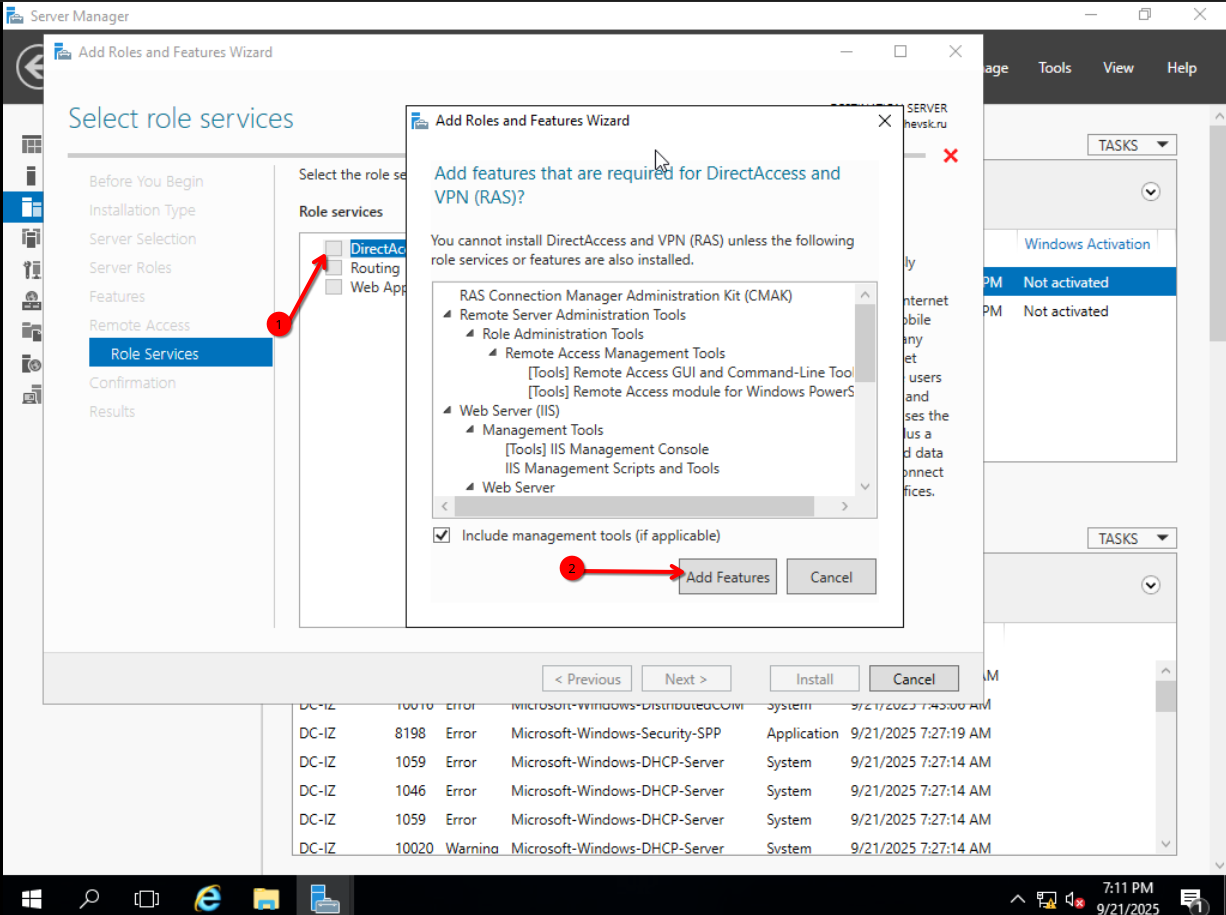 Server Manager
Add Roles and Features Wizard
Tools
View
Help
Select role services
SERVER
hevsk.ru
Before You Begin
Installation Type
Server Selection
Server Roles
Features
Remote Access
Role Services
Confirmation
Results
Select the role se
Role services
DirectAc
Routing
Web App
1
Add Roles and Features Wizard
Add features that are required for DirectAccess and
VPN (RAS)?
You cannot install DirectAccess and VPN (RAS) unless the following
role services or features are also installed.
RAS Connection Manager Administration Kit (CMAK)
Remote Server Administration Tools
Role Administration Tools
Remote Access Management Tools
[Tools] Remote Access GUI and Command-Line Tool
[Tools] Remote Access module for Windows PowerS
Web Server (IIS)
Management Tools
[Tools] IIS Management Console
IIS Management Scripts and Tools
Web Server
Include management tools (if applicable)
2
Add Features
Cancel
ly
nternet
obile
any
et
users
and
ses the
lus a
d data
onnect
fices.
< Previous
Next >
Install
Cancel
TASKS
Windows Activation
PM Not activated
PM Not activated
TASKS
AM
DC-IZ 10016 Error Microsoft-Windows-DistributedCOM System 9/21/2025 7:43:06 AM
DC-IZ 8198 Error Microsoft-Windows-Security-SPP Application 9/21/2025 7:27:19 AM
DC-IZ 1059 Error Microsoft-Windows-DHCP-Server System 9/21/2025 7:27:14 AM
DC-IZ 1046 Error Microsoft-Windows-DHCP-Server System 9/21/2025 7:27:14 AM
DC-IZ 1059 Error Microsoft-Windows-DHCP-Server System 9/21/2025 7:27:14 AM
DC-IZ 10020 Warning Microsoft-Windows-DHCP-Server System 9/21/2025 7:27:14 AM
7:11 PM
9/21/2025
1